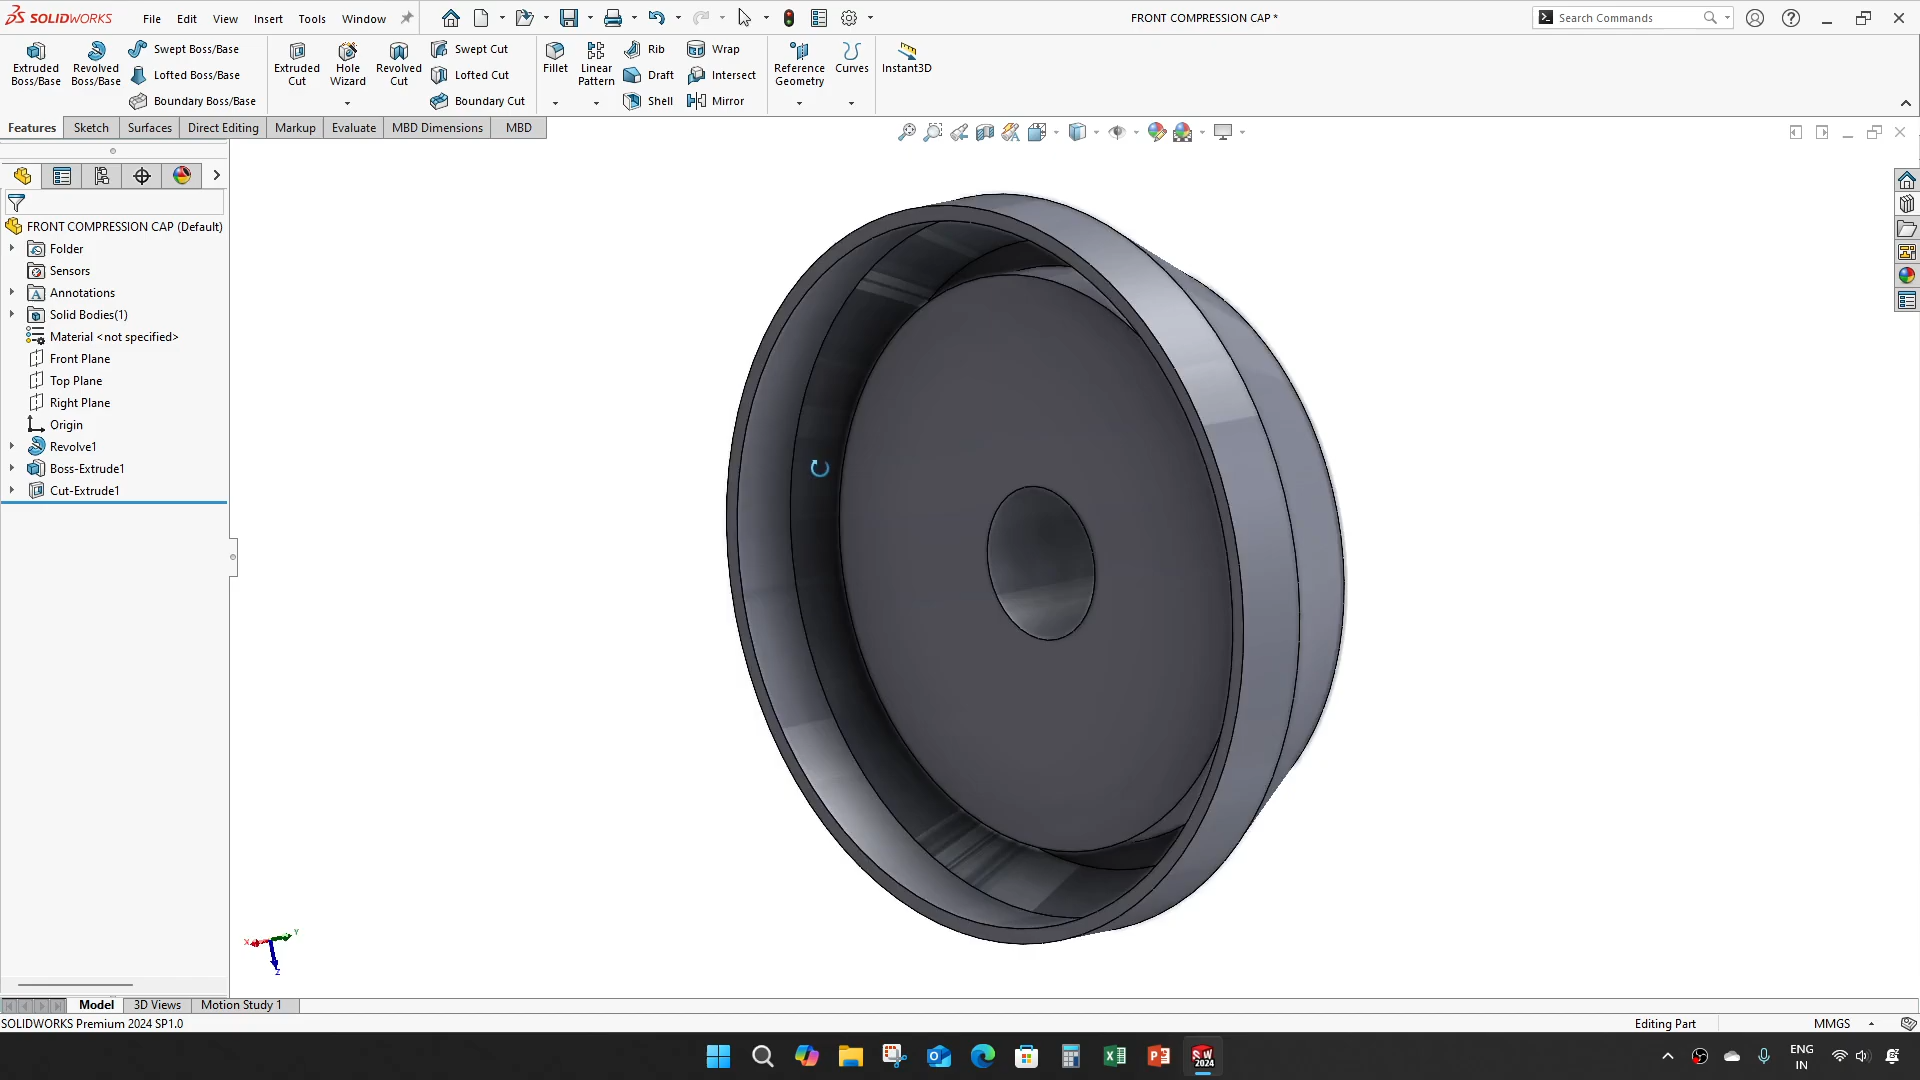 SOLIDWORKS File Edit View Insert Tools Window FRONT COMPRESSION CAP * Search Commands
Extruded Boss/Base
Revolved Boss/Base
Swept Boss/Base
Lofted Boss/Base
Boundary Boss/Base
Extruded Cut
Hole Wizard
Revolved Cut
Swept Cut
Lofted Cut
Boundary Cut
Fillet
Linear Pattern
Rib
Draft
Shell
Wrap
Intersect
Mirror
Reference Geometry
Curves
Instant3D
Features Sketch Surfaces Direct Editing Markup Evaluate MBD Dimensions MBD
FRONT COMPRESSION CAP (Default)
Folder
Sensors
Annotations
Solid Bodies(1)
Material <not specified>
Front Plane
Top Plane
Right Plane
Origin
Revolve1
Boss-Extrude1
Cut-Extrude1
X Y
Z
Model 3D Views Motion Study 1
SOLIDWORKS Premium 2024 SP1.0 Editing Part MMGS
SW 2024
ENG
IN